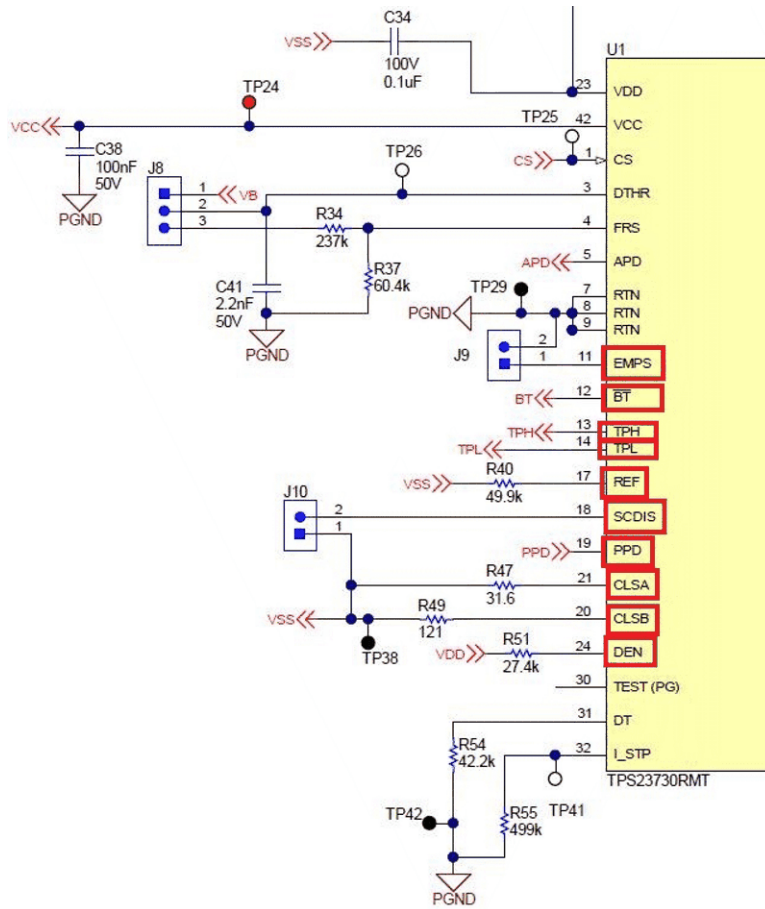 C34
VSS
100V
0.1uF
U1
23 VDD
TP24
VCC
42 VCC
TP25
C38
100nF
50V
PGND
CS
1 CS
TP26
J8
1 VB
2
3
3 DTHR
R34
237k
4 FRS
R37
60.4k
APD
5 APD
C41
2.2nF
50V
PGND
TP29
PGND
7 RTN
8 RTN
9 RTN
J9
2
1
11 EMPS
BT
12 BT
TPH
13 TPH
TPL
14 TPL
VSS
R40
49.9k
17 REF
J10
2
1
18 SCDIS
PPD
19 PPD
R47
31.6
21 CLSA
VSS
R49
121
20 CLSB
TP38
VDD
R51
27.4k
24 DEN
30 TEST (PG)
31 DT
R54
42.2k
32 I_STP
TP41
TPS23730RMT
TP42
R55
499k
PGND